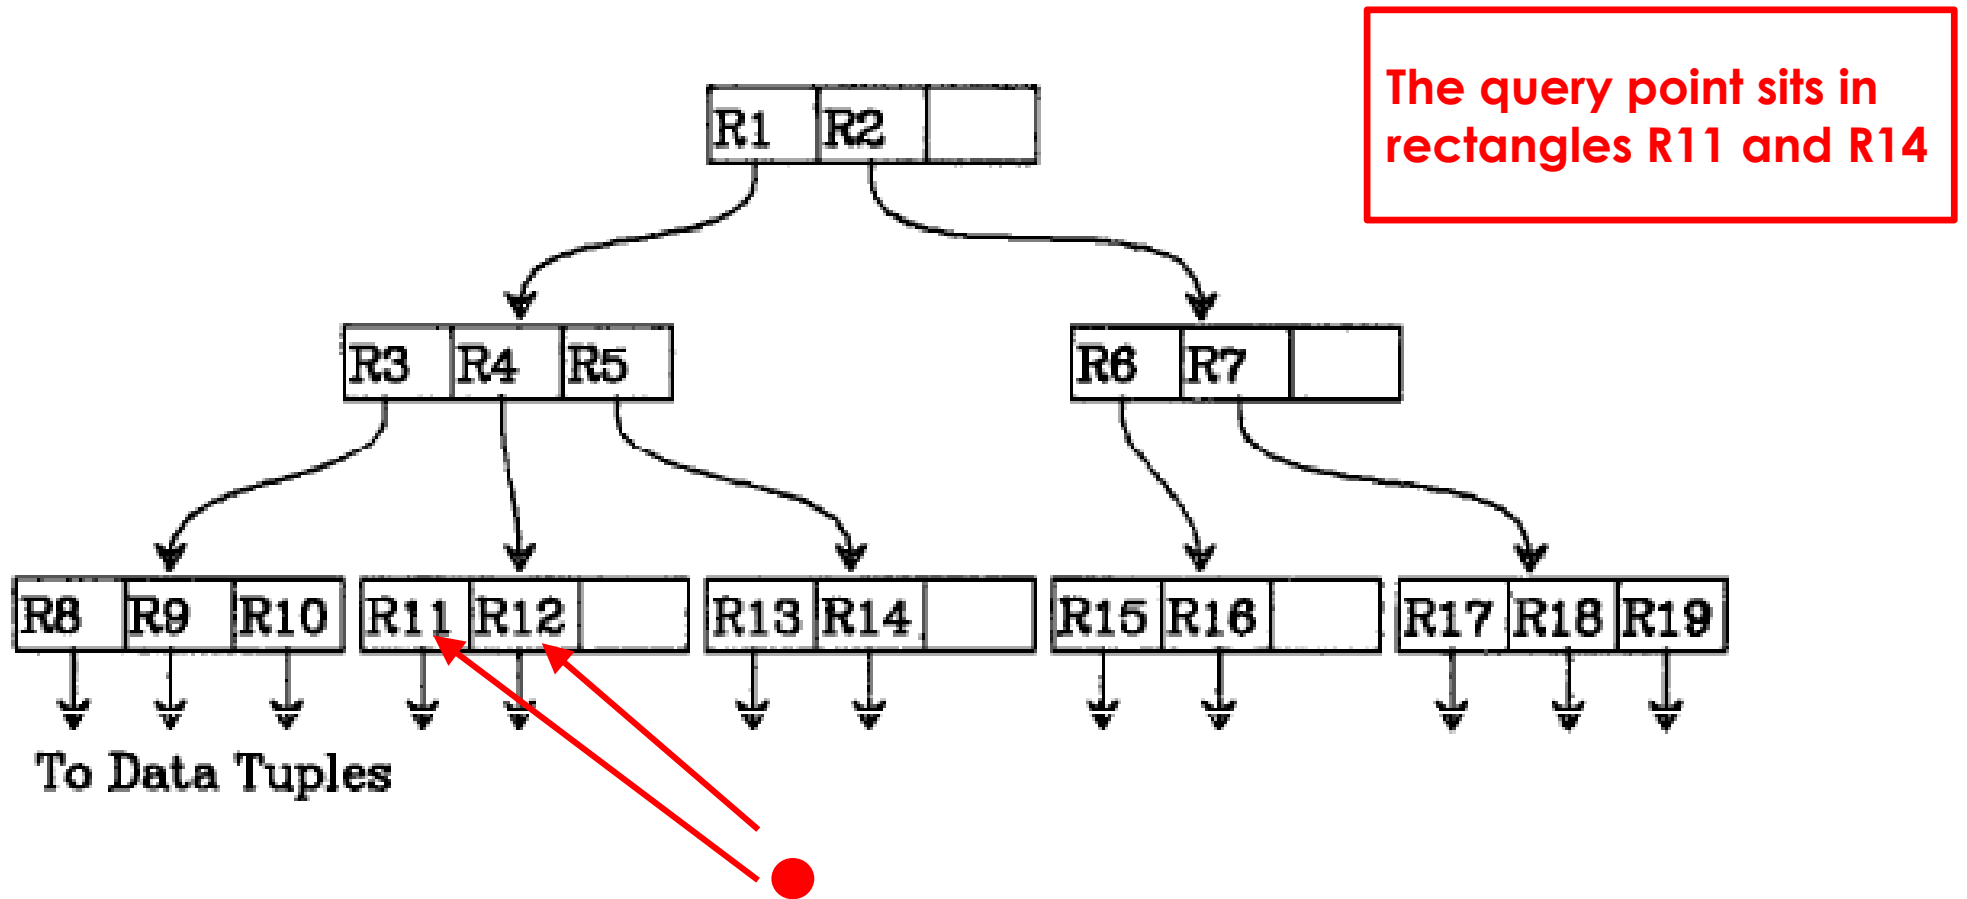 The query point sits in
rectangles R11 and R14
R1 R2
R3 R4 R5
R6 R7
R8 R9 R10
R11 R12
R13 R14
R15 R16
R17 R18 R19
To Data Tuples